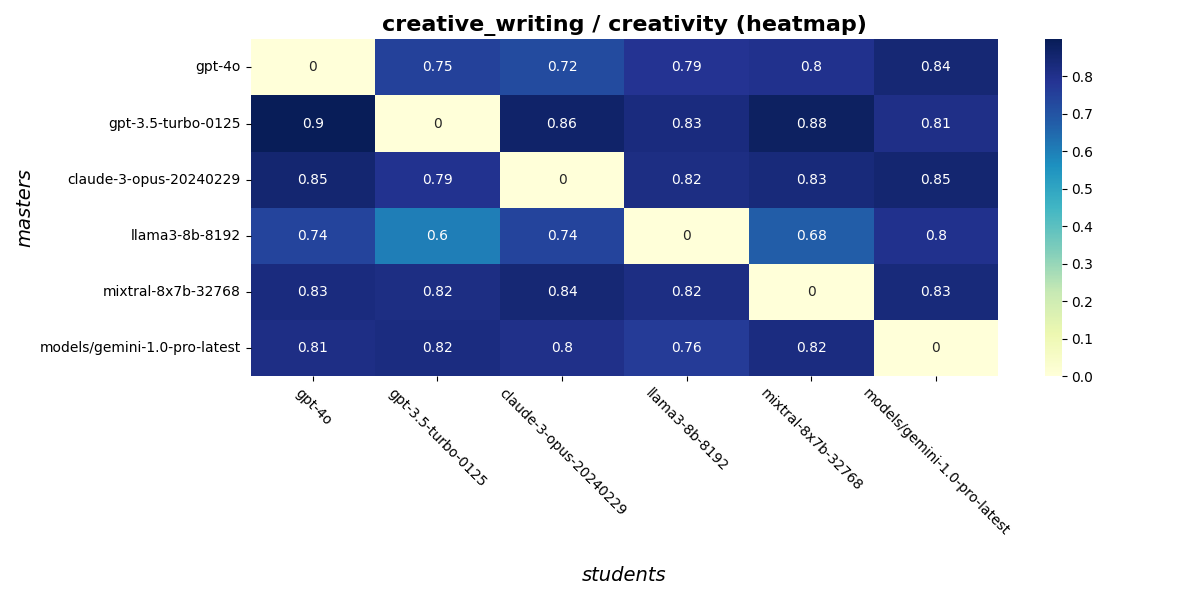 creative_writing / creativity (heatmap)
masters
gpt-4o 0 0.75 0.72 0.79 0.8 0.84
gpt-3.5-turbo-0125 0.9 0 0.86 0.83 0.88 0.81
claude-3-opus-20240229 0.85 0.79 0 0.82 0.83 0.85
llama3-8b-8192 0.74 0.6 0.74 0 0.68 0.8
mixtral-8x7b-32768 0.83 0.82 0.84 0.82 0 0.83
models/gemini-1.0-pro-latest 0.81 0.82 0.8 0.76 0.82 0
gpt-4o
gpt-3.5-turbo-0125
claude-3-opus-20240229
llama3-8b-8192
mixtral-8x7b-32768
models/gemini-1.0-pro-latest
students
0.8
0.7
0.6
0.5
0.4
0.3
0.2
0.1
0.0